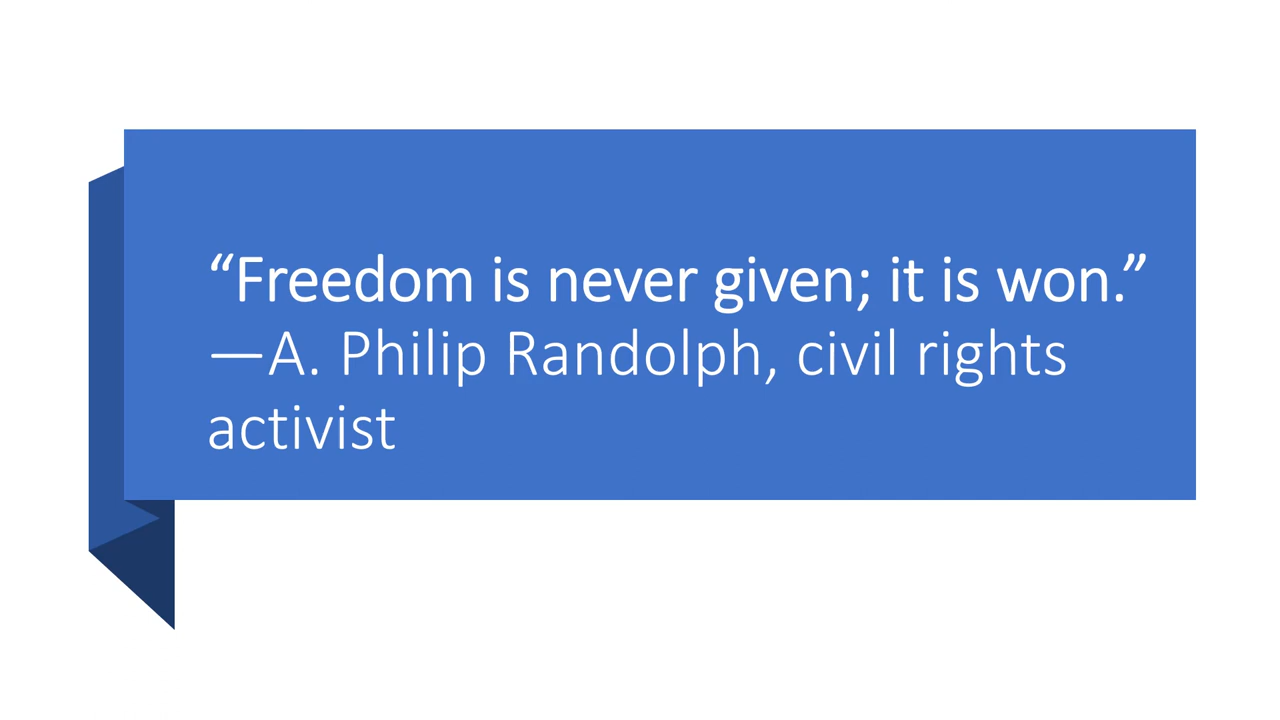 “Freedom is never given; it is won.”
—A. Philip Randolph, civil rights
activist